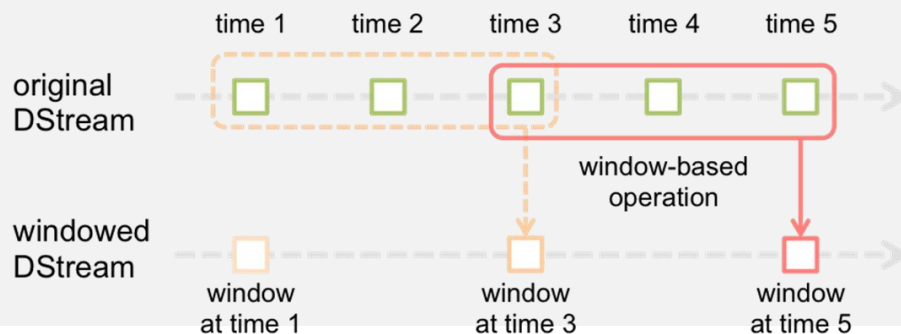 time 1 time 2 time 3 time 4 time 5
original
DStream
window-based
operation
windowed
DStream
window window window
at time 1 at time 3 at time 5